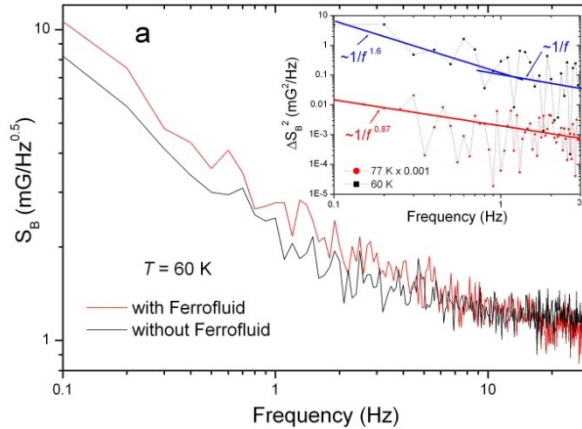 a
S_B (mG/Hz^0.5)
10
1
T = 60 K
with Ferrofluid
without Ferrofluid
0.1
1
10
Frequency (Hz)
ΔS_B^2 (mG^2/Hz)
10
1
0.1
0.01
1E-3
1E-4
1E-5
~1/f^1.6
~1/f
~1/f^0.87
77 K x 0.001
60 K
0.1
1
3
Frequency (Hz)